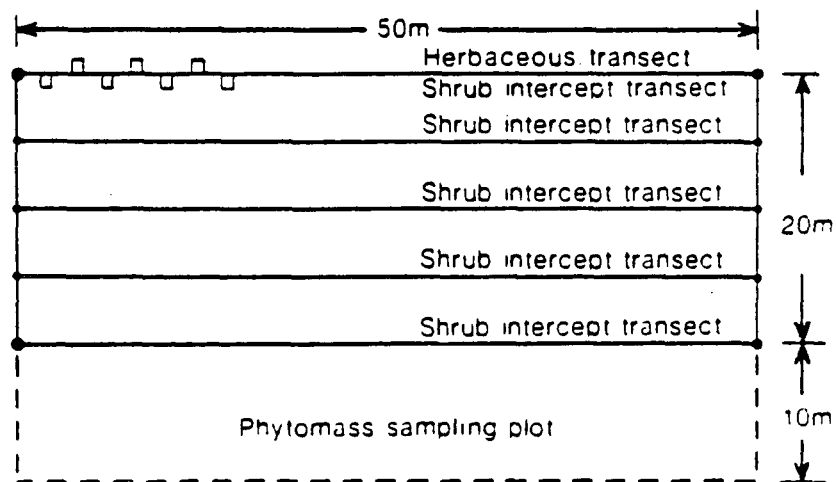 50m
Herbaceous transect
Shrub intercept transect
Shrub intercept transect
Shrub intercept transect
20m
Shrub intercept transect
Shrub intercept transect
10m
Phytomass sampling plot